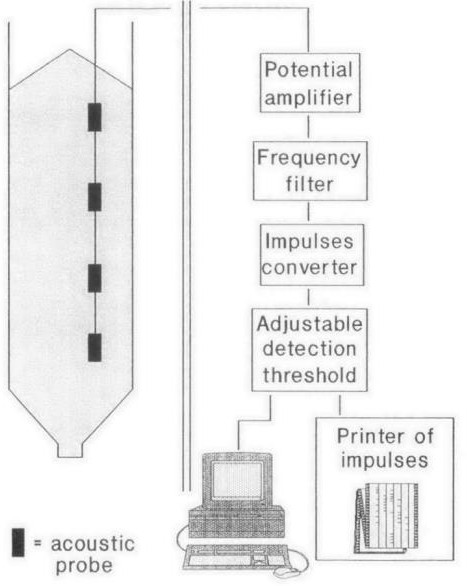 Potential
amplifier
Frequency
filter
Impulses
converter
Adjustable
detection
threshold
Printer of
impulses
= acoustic
probe